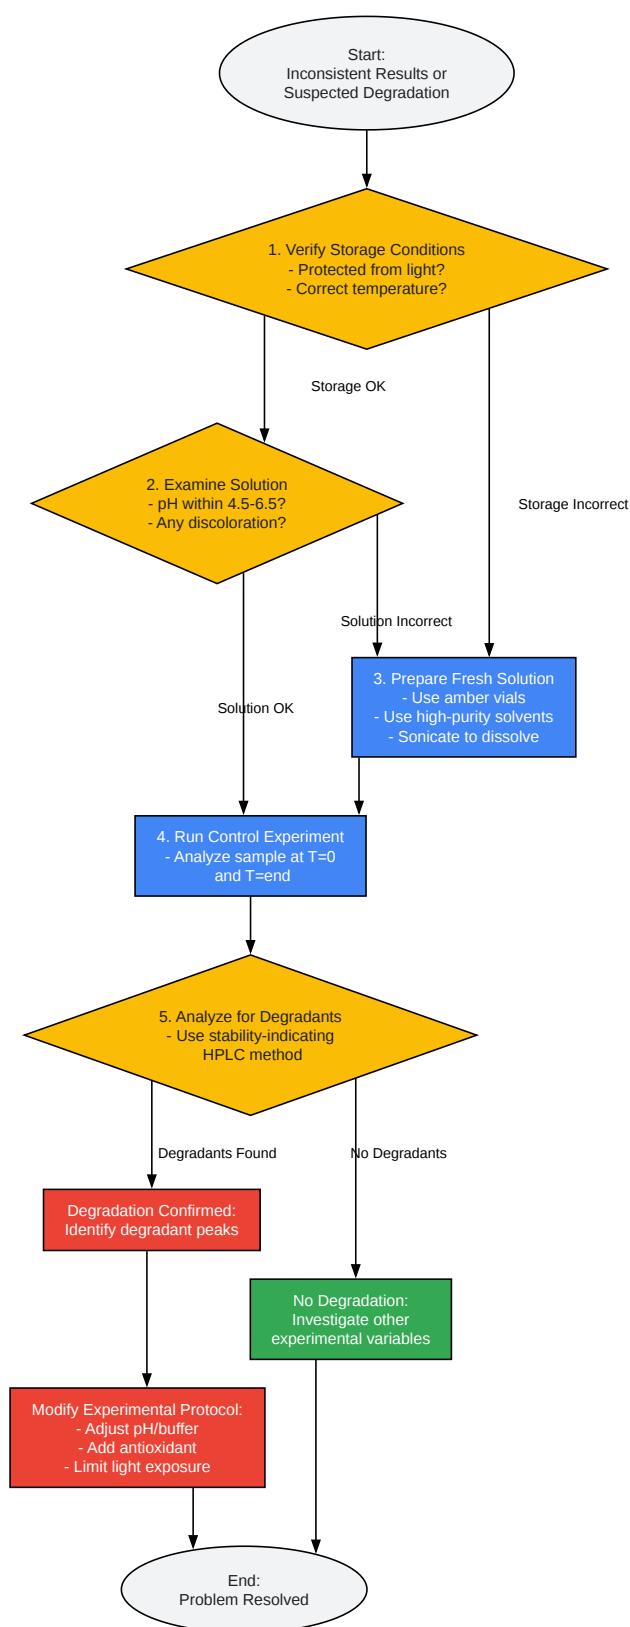 Start:
Inconsistent Results or
Suspected Degradation
1. Verify Storage Conditions
- Protected from light?
- Correct temperature?
Storage OK
2. Examine Solution
- pH within 4.5-6.5?
- Any discoloration?
Storage Incorrect
Solution Incorrect
3. Prepare Fresh Solution
- Use amber vials
- Use high-purity solvents
- Sonicate to dissolve
Solution OK
4. Run Control Experiment
- Analyze sample at T=0
and T=end
5. Analyze for Degradants
- Use stability-indicating
HPLC method
Degradants Found
No Degradants
Degradation Confirmed:
Identify degradant peaks
No Degradation:
Investigate other
experimental variables
Modify Experimental Protocol:
- Adjust pH/buffer
- Add antioxidant
- Limit light exposure
End:
Problem Resolved